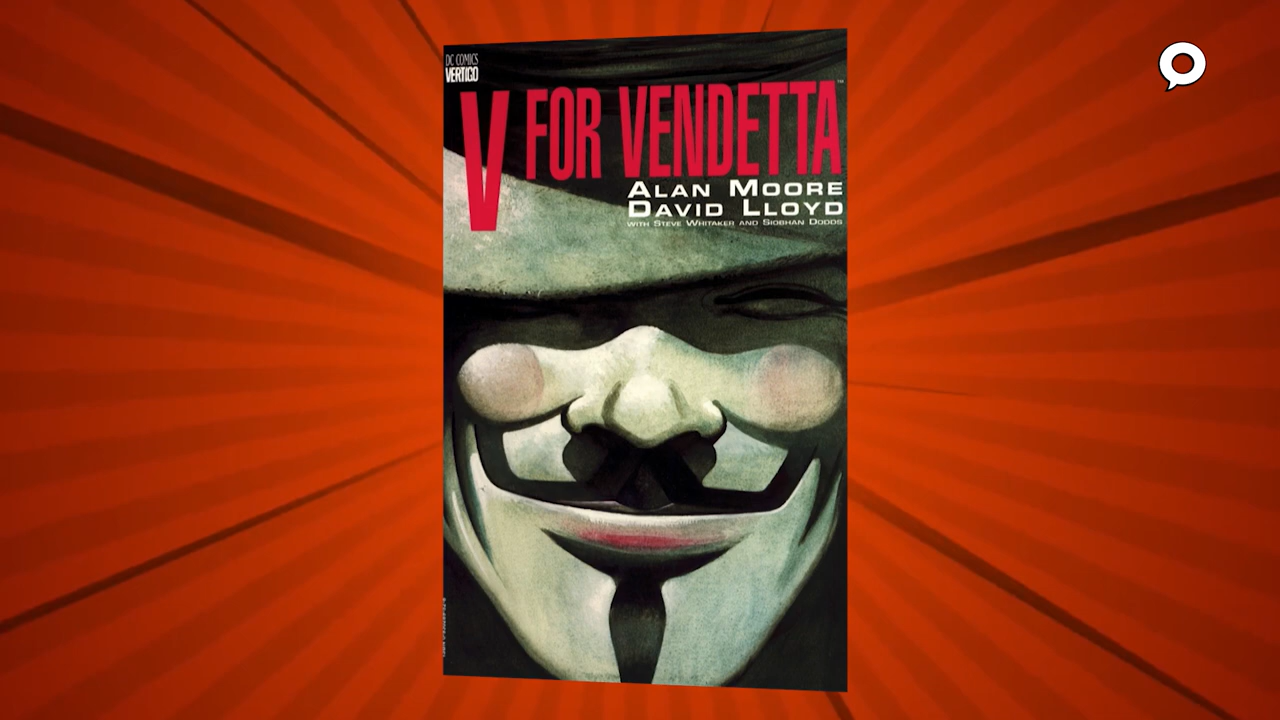 DC COMICS
VERTIGO
V FOR VENDETTA
ALAN MOORE
DAVID LLOYD
WITH STEVE WHITAKER AND SIOBHAN DODDS